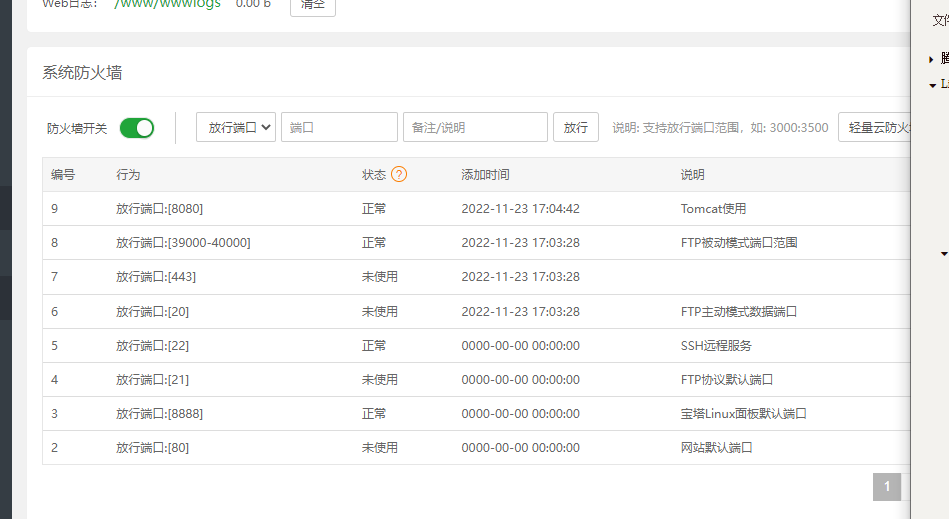 Web日志: /www/wwwlogs 0.00 b 清空
系统防火墙
防火墙开关 放行端口 端口 备注/说明 放行 说明: 支持放行端口范围，如: 3000:3500 轻量云防火
编号 行为 状态 ? 添加时间 说明
9 放行端口:[8080] 正常 2022-11-23 17:04:42 Tomcat使用
8 放行端口:[39000-40000] 正常 2022-11-23 17:03:28 FTP被动模式端口范围
7 放行端口:[443] 未使用 2022-11-23 17:03:28
6 放行端口:[20] 未使用 2022-11-23 17:03:28 FTP主动模式数据端口
5 放行端口:[22] 正常 0000-00-00 00:00:00 SSH远程服务
4 放行端口:[21] 未使用 0000-00-00 00:00:00 FTP协议默认端口
3 放行端口:[8888] 正常 0000-00-00 00:00:00 宝塔Linux面板默认端口
2 放行端口:[80] 未使用 0000-00-00 00:00:00 网站默认端口
1